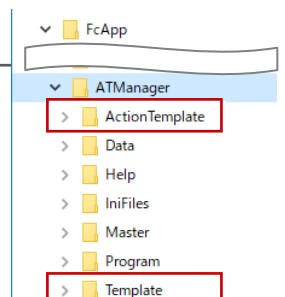 FcApp
ATManager
ActionTemplate
Data
Help
IniFiles
Master
Program
Template